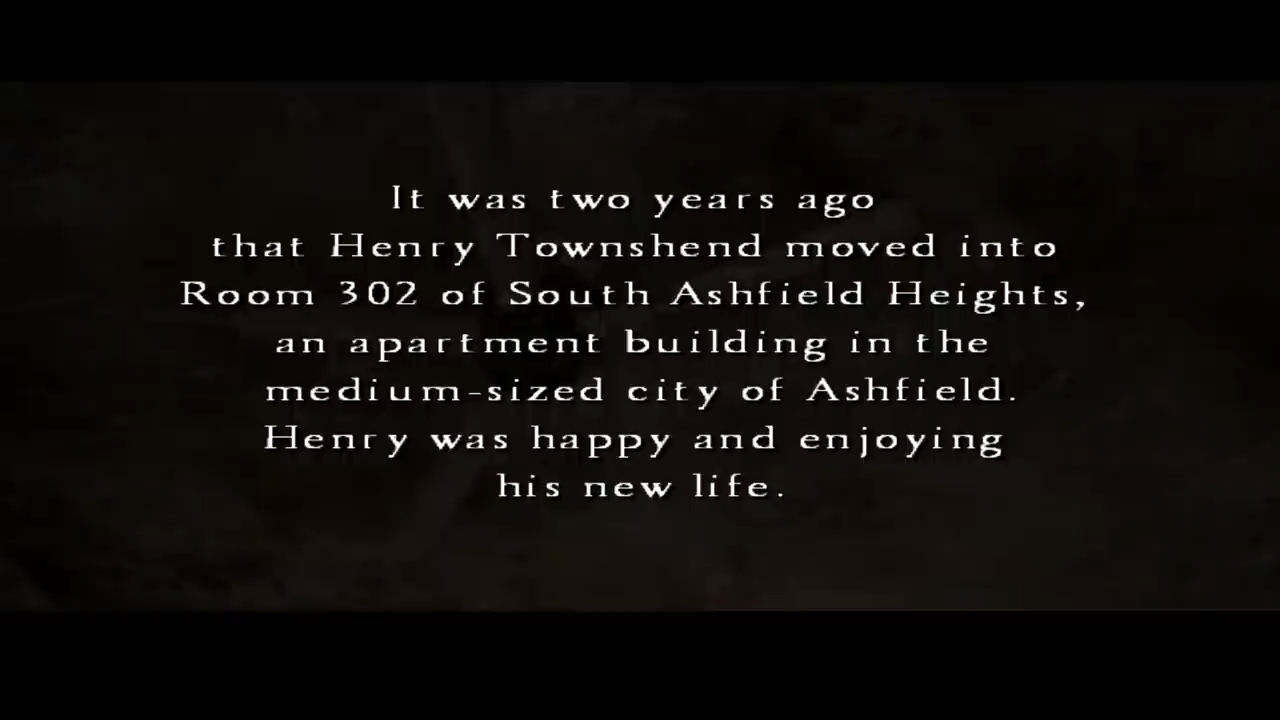 It was two years ago
that Henry Townshend moved into
Room 302 of South Ashfield Heights,
an apartment building in the
medium-sized city of Ashfield.
Henry was happy and enjoying
his new life.